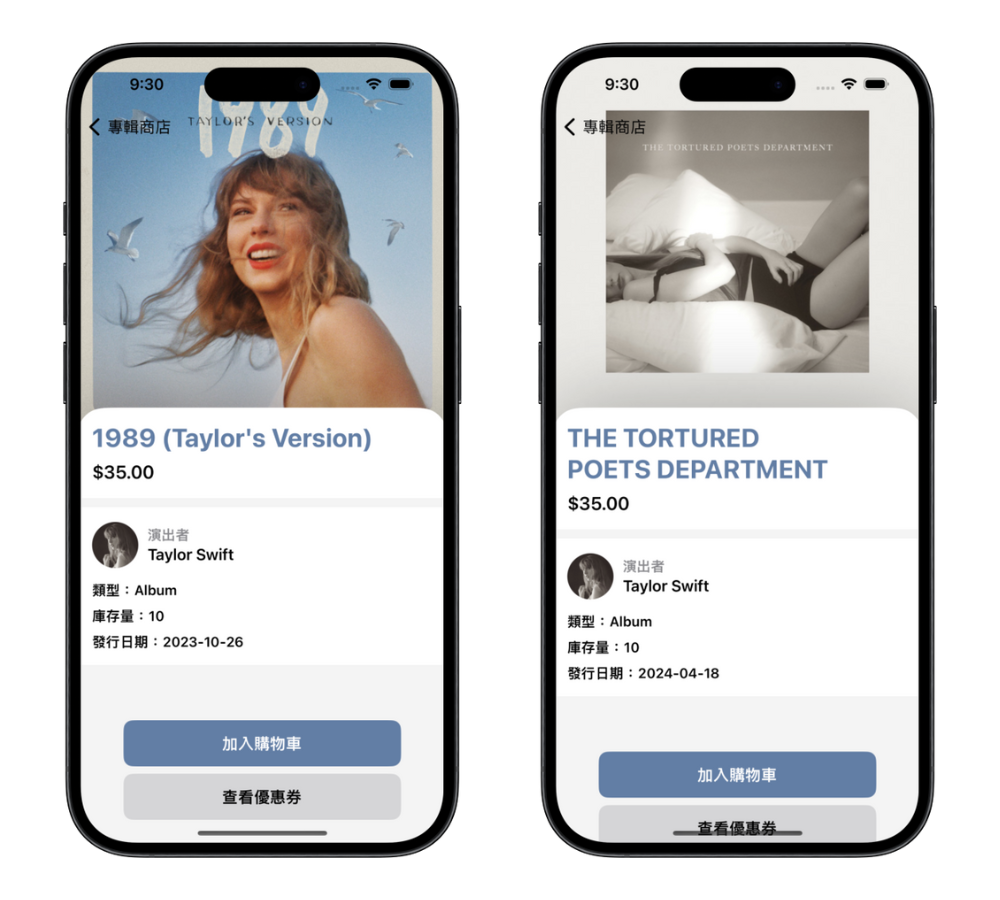 9:30
1989
専輯商店
TAYLOR'S VERSION
1989 (Taylor's Version)
$35.00
演出者
Taylor Swift
類型：Album
庫存量：10
發行日期：2023-10-26
加入購物車
查看優惠券
9:30
專輯商店
THE TORTURED POETS DEPARTMENT
THE TORTURED
POETS DEPARTMENT
$35.00
演出者
Taylor Swift
類型：Album
庫存量：10
發行日期：2024-04-18
加入購物車
查看優惠券